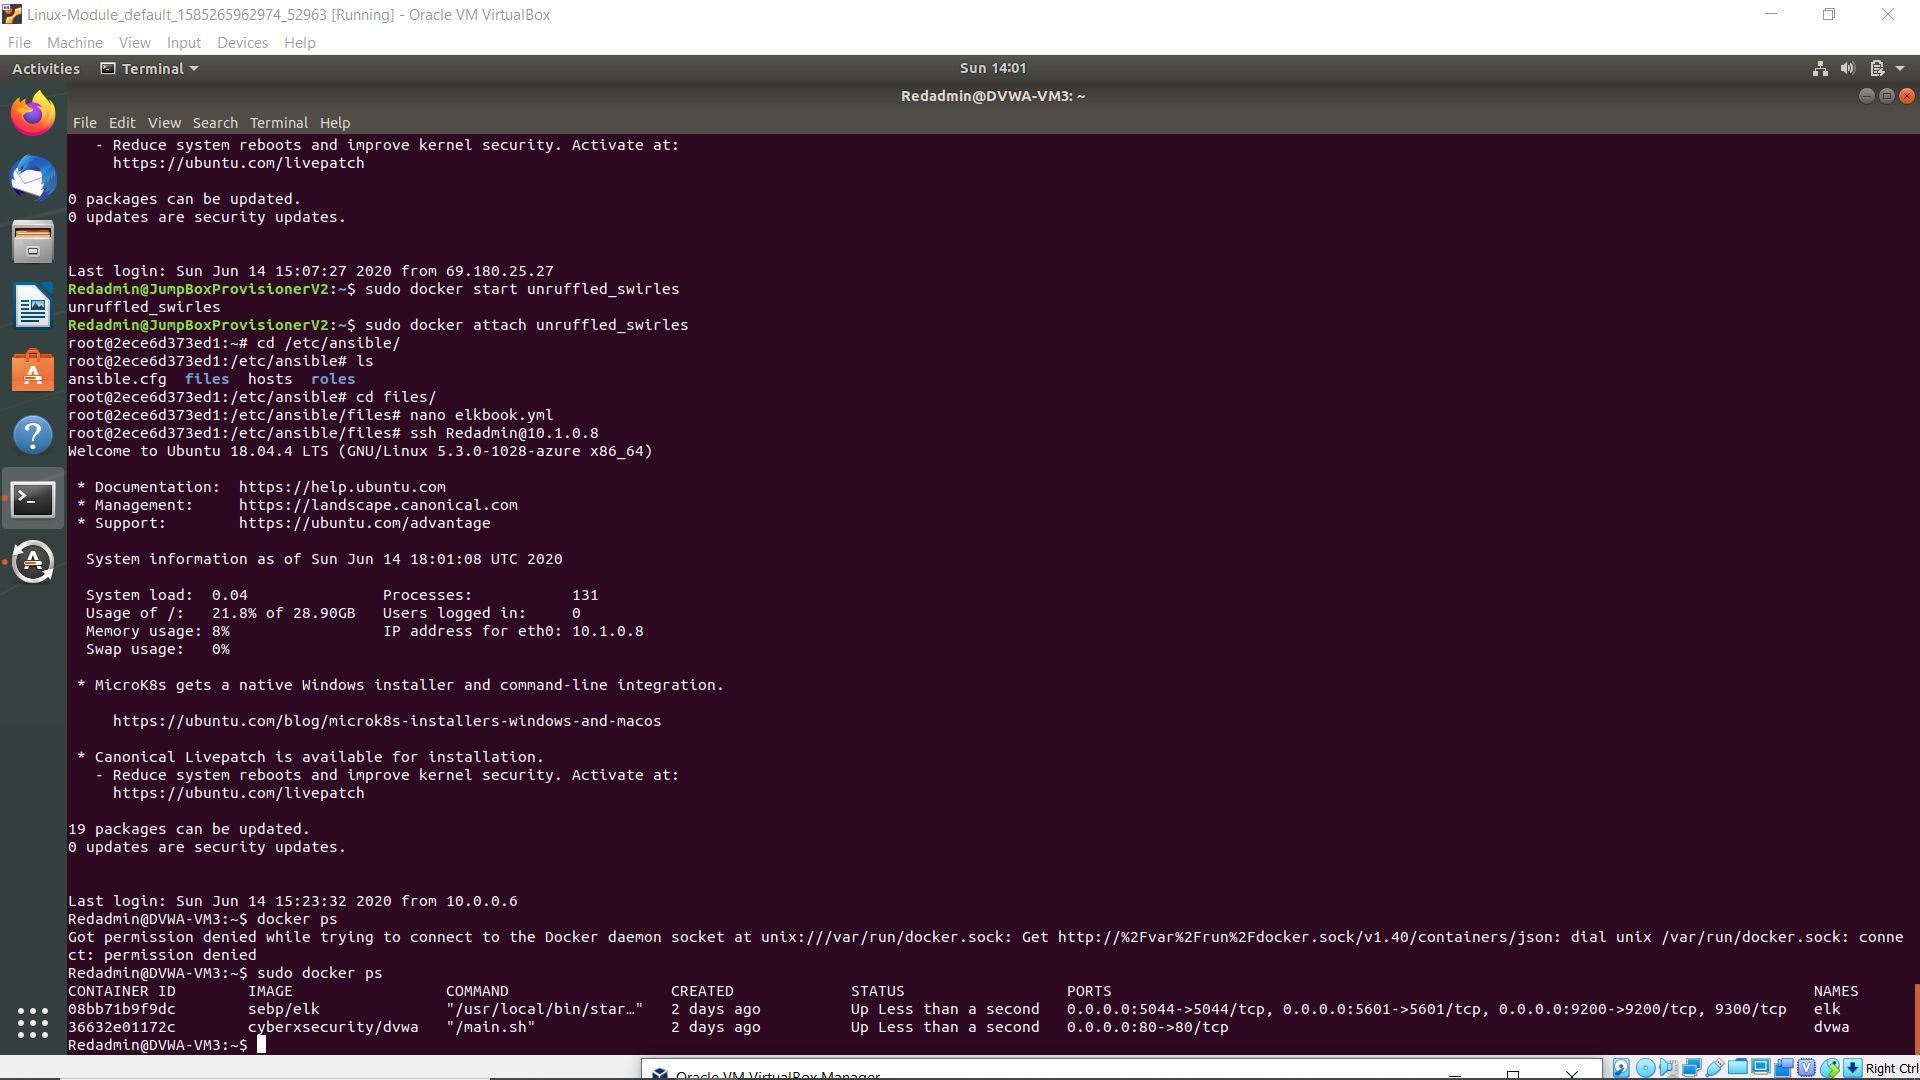 Linux-Module_default_1585265962974_52963 [Running] - Oracle VM VirtualBox
File Machine View Input Devices Help
Activities Terminal Sun 14:01
Redadmin@DVWA-VM3: ~
File Edit View Search Terminal Help
- Reduce system reboots and improve kernel security. Activate at:
https://ubuntu.com/livepatch
0 packages can be updated.
0 updates are security updates.
Last login: Sun Jun 14 15:07:27 2020 from 69.180.25.27
Redadmin@JumpBoxProvisionerV2:~$ sudo docker start unruffled_swirles
unruffled_swirles
Redadmin@JumpBoxProvisionerV2:~$ sudo docker attach unruffled_swirles
root@2ece6d373ed1:~# cd /etc/ansible/
root@2ece6d373ed1:/etc/ansible# ls
ansible.cfg files hosts roles
root@2ece6d373ed1:/etc/ansible# cd files/
root@2ece6d373ed1:/etc/ansible/files# nano elkbook.yml
root@2ece6d373ed1:/etc/ansible/files# ssh Redadmin@10.1.0.8
Welcome to Ubuntu 18.04.4 LTS (GNU/Linux 5.3.0-1028-azure x86_64)
* Documentation: https://help.ubuntu.com
* Management: https://landscape.canonical.com
* Support: https://ubuntu.com/advantage
System information as of Sun Jun 14 18:01:08 UTC 2020
System load: 0.04 Processes: 131
Usage of /: 21.8% of 28.90GB Users logged in: 0
Memory usage: 8% IP address for eth0: 10.1.0.8
Swap usage: 0%
* MicroK8s gets a native Windows installer and command-line integration.
https://ubuntu.com/blog/microk8s-installers-windows-and-macos
* Canonical Livepatch is available for installation.
- Reduce system reboots and improve kernel security. Activate at:
https://ubuntu.com/livepatch
19 packages can be updated.
0 updates are security updates.
Last login: Sun Jun 14 15:23:32 2020 from 10.0.0.6
Redadmin@DVWA-VM3:~$ docker ps
Got permission denied while trying to connect to the Docker daemon socket at unix:///var/run/docker.sock: Get http://%2Fvar%2Frun%2Fdocker.sock/v1.40/containers/json: dial unix /var/run/docker.sock: conne
ct: permission denied
Redadmin@DVWA-VM3:~$ sudo docker ps
CONTAINER ID IMAGE COMMAND CREATED STATUS PORTS NAMES
08bb71b9f9dc sebp/elk "/usr/local/bin/star…" 2 days ago Up Less than a second 0.0.0.0:5044->5044/tcp, 0.0.0.0:5601->5601/tcp, 0.0.0.0:9200->9200/tcp, 9300/tcp elk
36632e01172c cyberxsecurity/dvwa "/main.sh" 2 days ago Up Less than a second 0.0.0.0:80->80/tcp dvwa
Redadmin@DVWA-VM3:~$
Oracle VM VirtualBox Manager
Right Ctrl